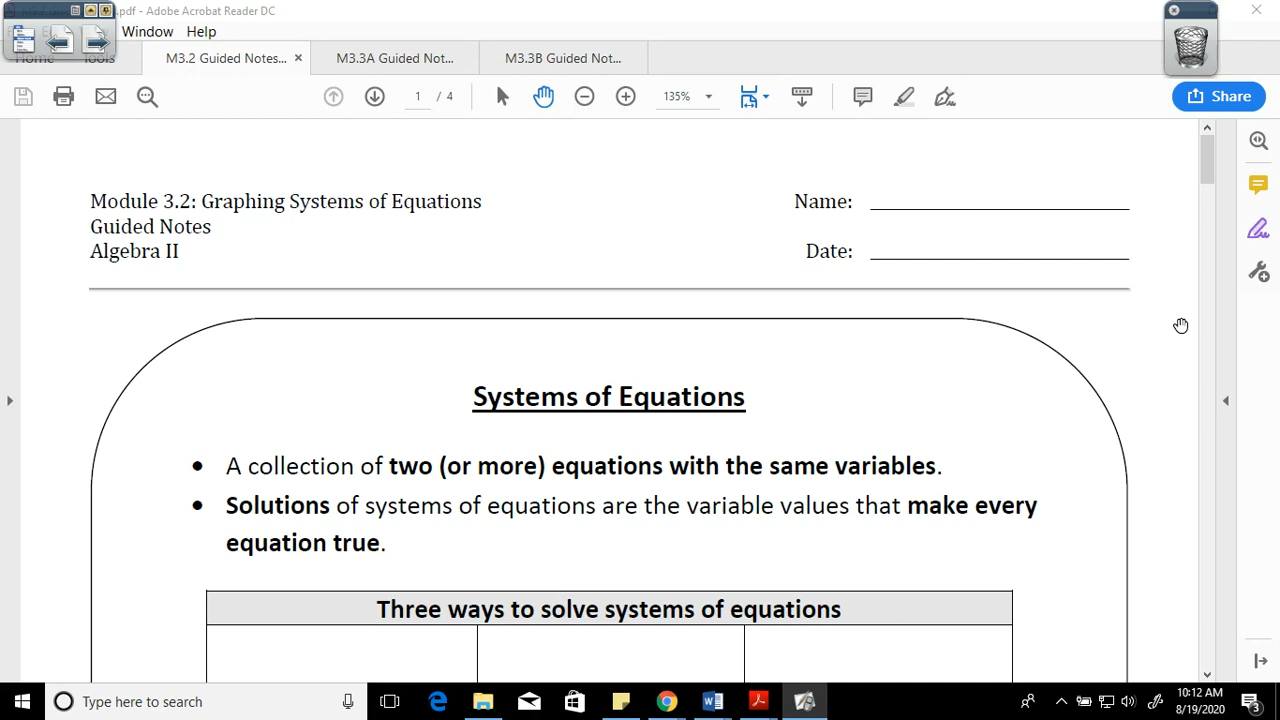 .pdf - Adobe Acrobat Reader DC
Window Help
Home Tools M3.2 Guided Notes... × M3.3A Guided Not... M3.3B Guided Not...
1 / 4 135% Share
Module 3.2: Graphing Systems of Equations Name:
Guided Notes
Algebra II Date:
Systems of Equations
• A collection of two (or more) equations with the same variables.
• Solutions of systems of equations are the variable values that make every
equation true.
Three ways to solve systems of equations
Type here to search
10:12 AM
8/19/2020
3